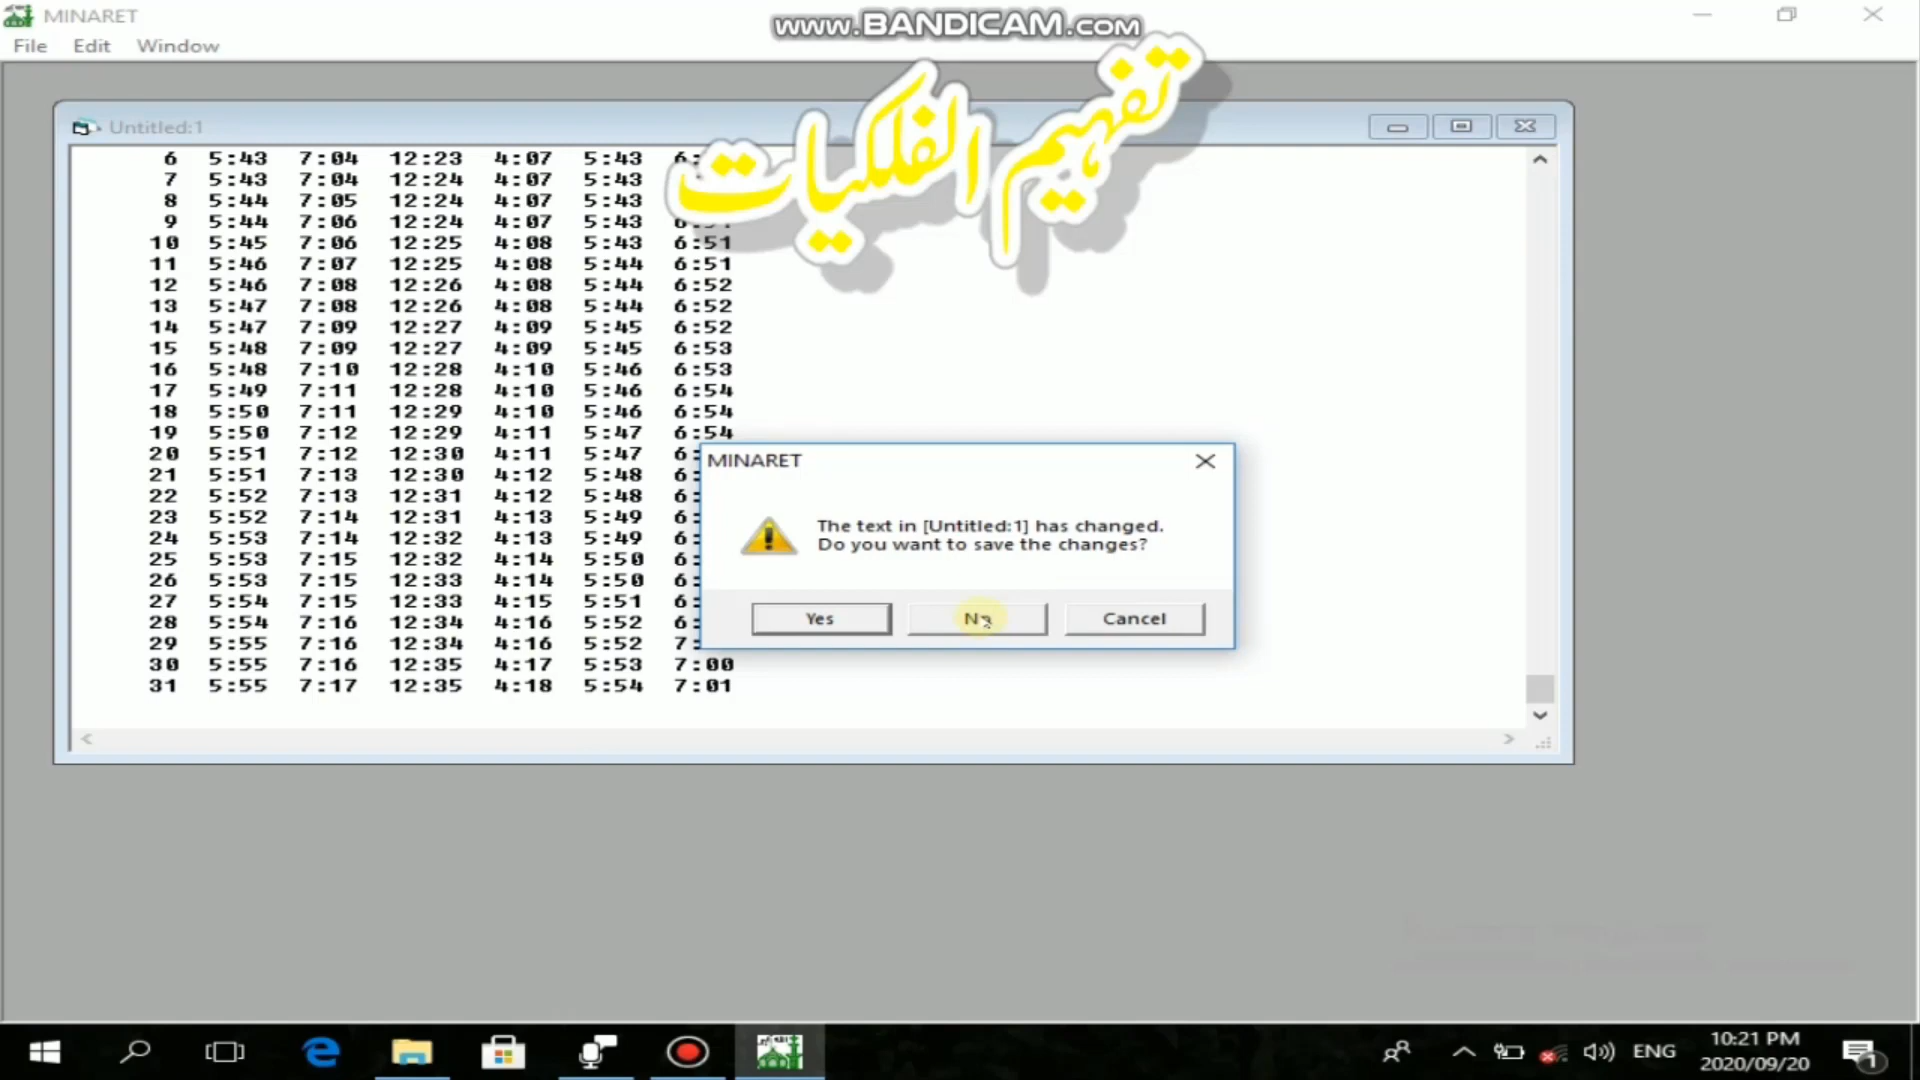 MINARET
www.BANDICAM.com
File Edit Window
تفہیم الفلکیات
Untitled:1
6 5:43 7:04 12:23 4:07 5:43 6:
7 5:43 7:04 12:24 4:07 5:43
8 5:44 7:05 12:24 4:07 5:43
9 5:44 7:06 12:24 4:07 5:43
10 5:45 7:06 12:25 4:08 5:43 6:51
11 5:46 7:07 12:25 4:08 5:44 6:51
12 5:46 7:08 12:26 4:08 5:44 6:52
13 5:47 7:08 12:26 4:08 5:44 6:52
14 5:47 7:09 12:27 4:09 5:45 6:52
15 5:48 7:09 12:27 4:09 5:45 6:53
16 5:48 7:10 12:28 4:10 5:46 6:53
17 5:49 7:11 12:28 4:10 5:46 6:54
18 5:50 7:11 12:29 4:10 5:46 6:54
19 5:50 7:12 12:29 4:11 5:47 6:54
20 5:51 7:12 12:30 4:11 5:47 6:
21 5:51 7:13 12:30 4:12 5:48 6:
22 5:52 7:13 12:31 4:12 5:48 6:
23 5:52 7:14 12:31 4:13 5:49 6:
24 5:53 7:14 12:32 4:13 5:49 6:
25 5:53 7:15 12:32 4:14 5:50 6:
26 5:53 7:15 12:33 4:14 5:50 6:
27 5:54 7:15 12:33 4:15 5:51 6:
28 5:54 7:16 12:34 4:16 5:52 6:
29 5:55 7:16 12:34 4:16 5:52 7:
30 5:55 7:16 12:35 4:17 5:53 7:00
31 5:55 7:17 12:35 4:18 5:54 7:01
MINARET
The text in [Untitled:1] has changed.
Do you want to save the changes?
Yes No Cancel
ENG
10:21 PM
2020/09/20
1